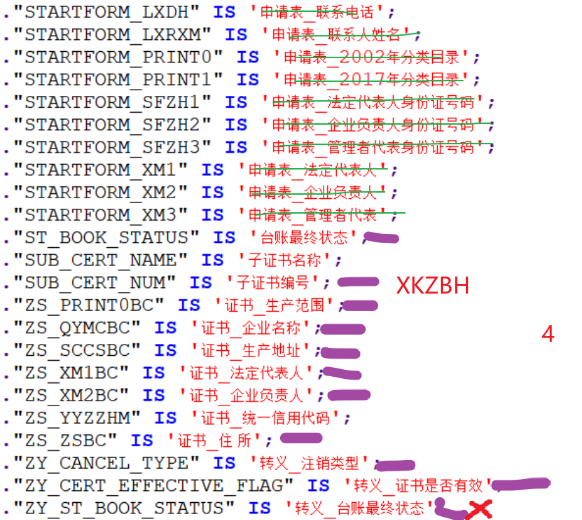 ."STARTFORM_LXDH" IS '申请表_联系电话';
."STARTFORM_LXRXM" IS '申请表_联系人姓名';
."STARTFORM_PRINT0" IS '申请表_2002年分类目录';
."STARTFORM_PRINT1" IS '申请表_2017年分类目录';
."STARTFORM_SFZH1" IS '申请表_法定代表人身份证号码';
."STARTFORM_SFZH2" IS '申请表_企业负责人身份证号码';
."STARTFORM_SFZH3" IS '申请表_管理者代表身份证号码';
."STARTFORM_XM1" IS '申请表_法定代表人';
."STARTFORM_XM2" IS '申请表_企业负责人';
."STARTFORM_XM3" IS '申请表_管理者代表';
."ST_BOOK_STATUS" IS '台账最终状态';
."SUB_CERT_NAME" IS '子证书名称';
."SUB_CERT_NUM" IS '子证书编号'; XKZBH
."ZS_PRINT0BC" IS '证书_生产范围';
."ZS_QYMCBC" IS '证书_企业名称'; 4
."ZS_SCCSBC" IS '证书_生产地址';
."ZS_XM1BC" IS '证书_法定代表人';
."ZS_XM2BC" IS '证书_企业负责人';
."ZS_YYZZHM" IS '证书_统一信用代码';
."ZS_ZSBC" IS '证书_住 所';
."ZY_CANCEL_TYPE" IS '转义_注销类型';
."ZY_CERT_EFFECTIVE_FLAG" IS '转义_证书是否有效';
."ZY_ST_BOOK_STATUS" IS '转义_台账最终状态'